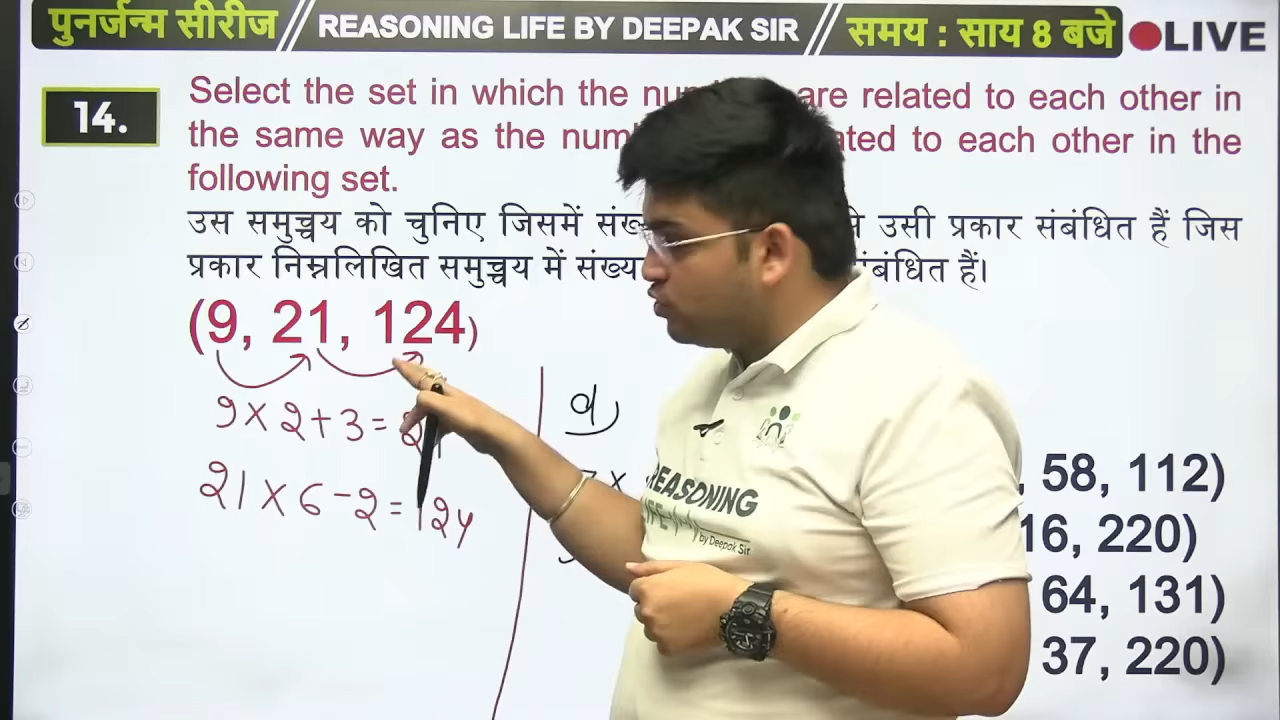 पुनर्जन्म सीरीज // REASONING LIFE BY DEEPAK SIR // समय : साय 8 बजे LIVE
14.
Select the set in which the are related to each other in
the same way as the to each other in the
following set.
उस समुच्चय को चुनिए जिसमें उसी प्रकार संबंधित हैं जिस
प्रकार निम्नलिखित समुच्चय में हैं।
(9, 21, 124)
9 x 2 + 3 = 21
21 x 6 - 2 = 124
a)
, 58, 112)
16, 220)
64, 131)
37, 220)
REASONING
LIFE
by Deepak Sir